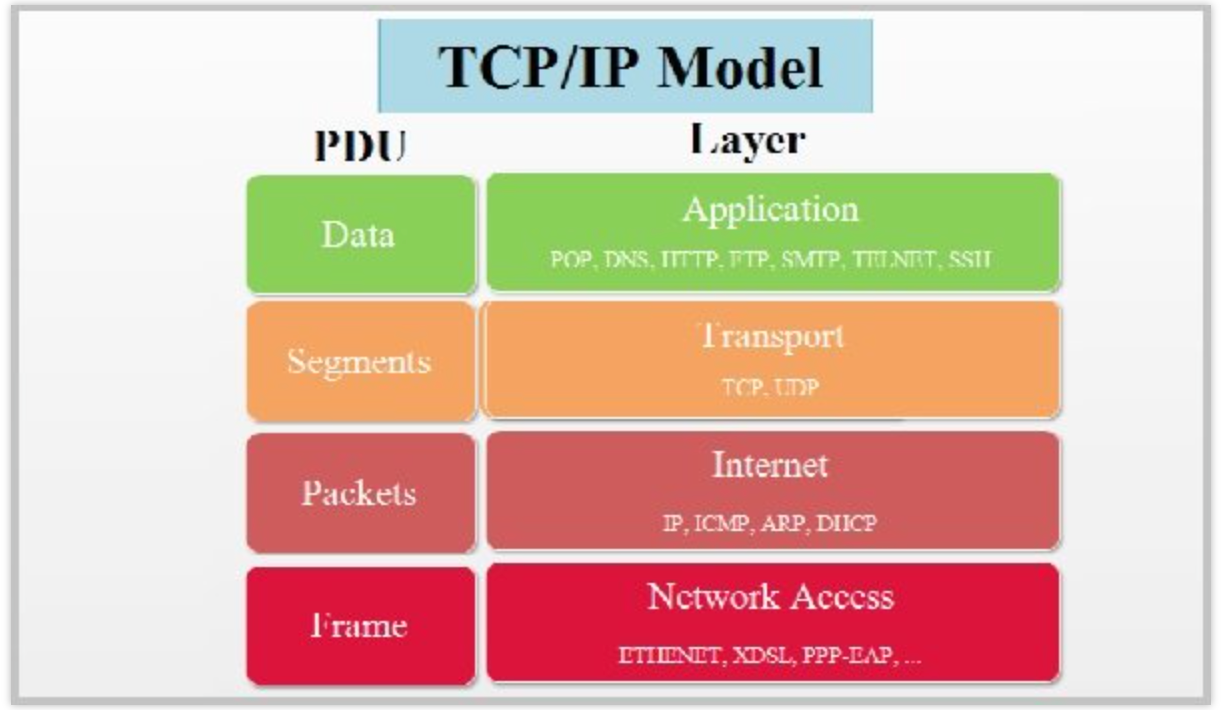 TCP/IP Model
PDU
Layer
Data
Application
POP, DNS, HTTP, FTP, SMTP, TELNET, SSH
Segments
Transport
TCP, UDP
Packets
Internet
IP, ICMP, ARP, DHCP
Frame
Network Access
ETHENET, XDSL, PPP-EAP, ...